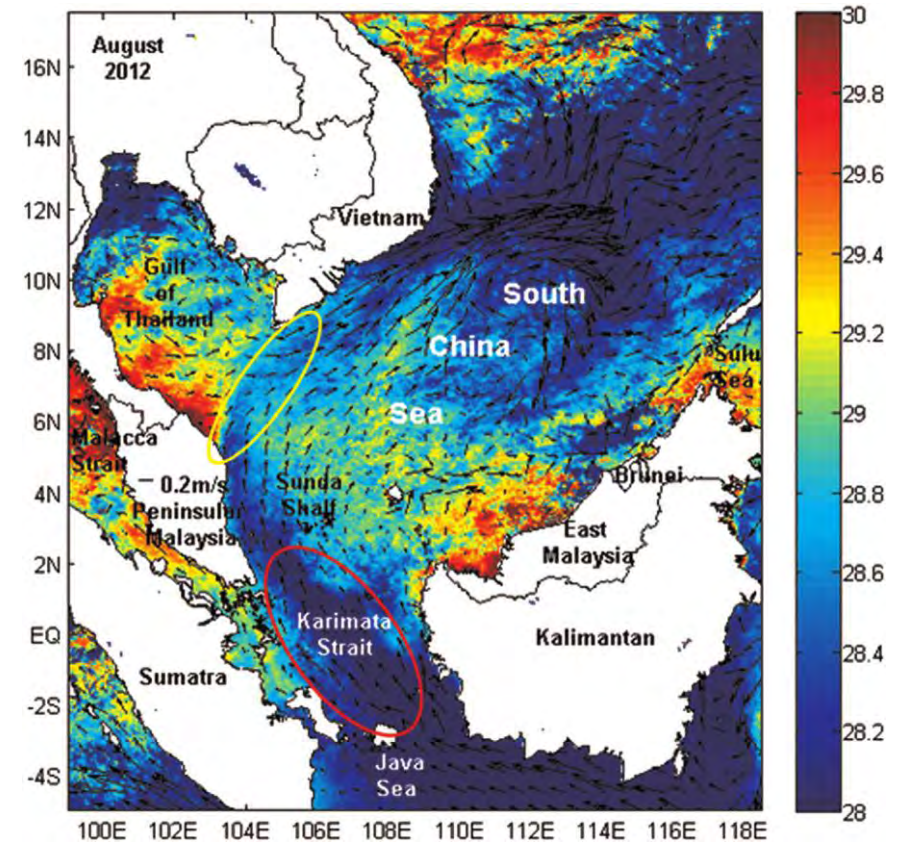 August
2012
Vietnam
Gulf
of
Thailand
South
China
Sea
Sulu
Sea
Malacca
Strait
0.2m/s
Peninsular
Malaysia
Sunda
Shalf
Brunei
East
Malaysia
Karimata
Strait
Kalimantan
Sumatra
Java
Sea
16N
14N
12N
10N
8N
6N
4N
2N
EQ
-2S
-4S
100E 102E 104E 106E 108E 110E 112E 114E 116E 118E
30
29.8
29.6
29.4
29.2
29
28.8
28.6
28.4
28.2
28